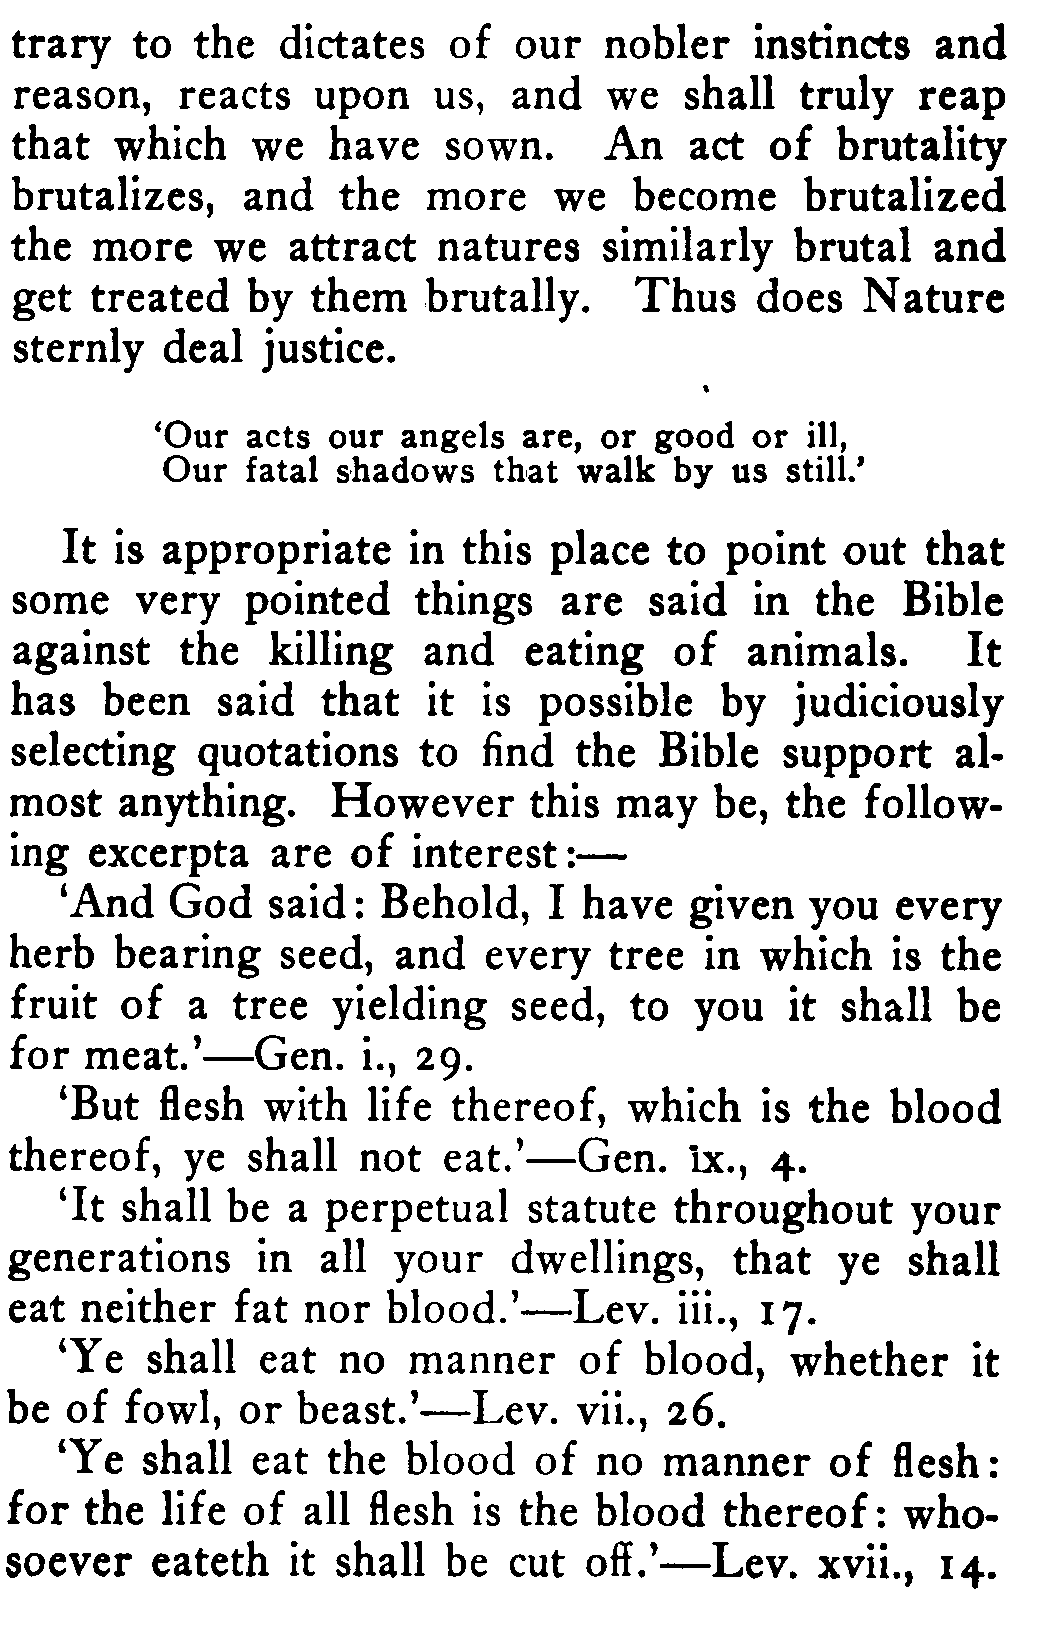 trary to the dictates of our nobler instincts and
reason, reacts upon us, and we shall truly reap
that which we have sown. An act of brutality
brutalizes, and the more we become brutalized
the more we attract natures similarly brutal and
get treated by them brutally. Thus does Nature
sternly deal justice.
‘Our acts our angels are, or good or ill,
Our fatal shadows that walk by us still.’
It is appropriate in this place to point out that
some very pointed things are said in the Bible
against the killing and eating of animals. It
has been said that it is possible by judiciously
selecting quotations to find the Bible support al-
most anything. However this may be, the follow-
ing excerpta are of interest:—
‘And God said: Behold, I have given you every
herb bearing seed, and every tree in which is the
fruit of a tree yielding seed, to you it shall be
for meat.’—Gen. i., 29.
‘But flesh with life thereof, which is the blood
thereof, ye shall not eat.’—Gen. ix., 4.
‘It shall be a perpetual statute throughout your
generations in all your dwellings, that ye shall
eat neither fat nor blood.’—Lev. iii., 17.
‘Ye shall eat no manner of blood, whether it
be of fowl, or beast.’—Lev. vii., 26.
‘Ye shall eat the blood of no manner of flesh:
for the life of all flesh is the blood thereof: who-
soever eateth it shall be cut off.’—Lev. xvii., 14.